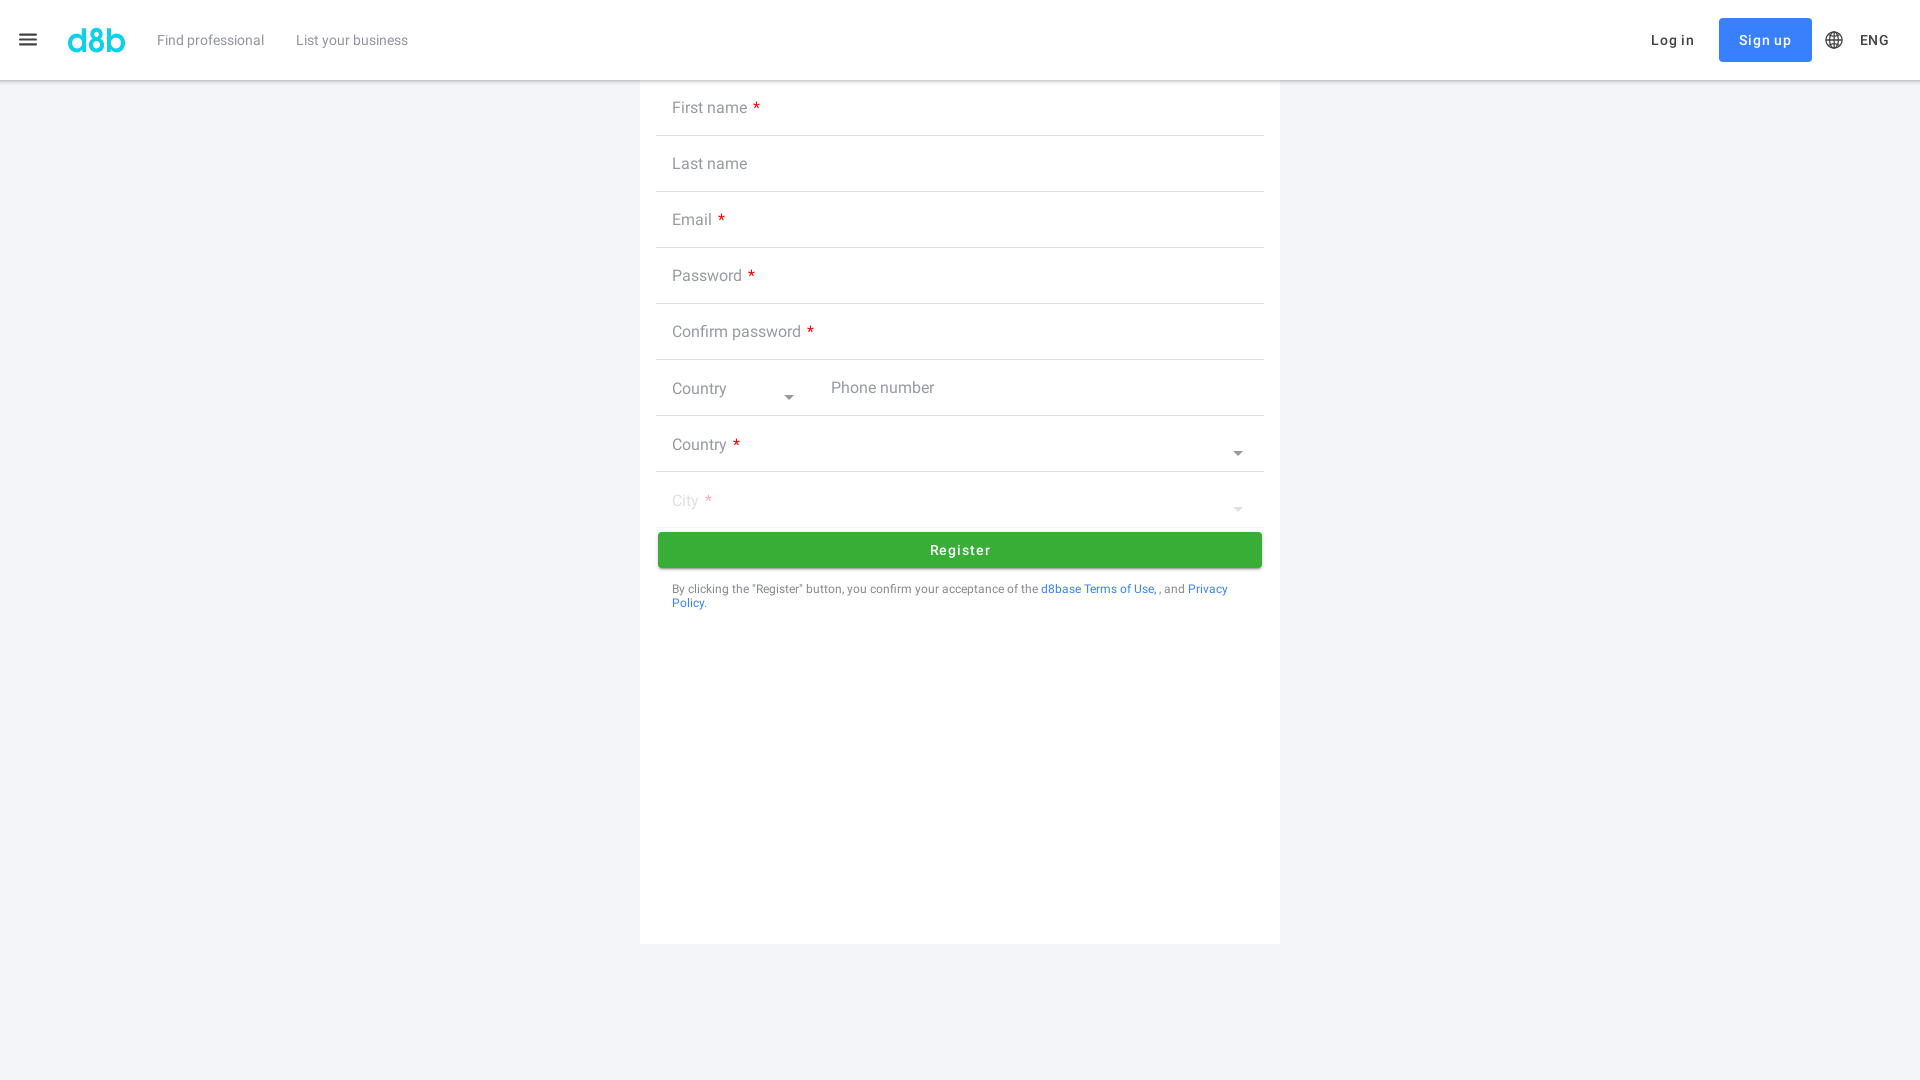 d8b Find professional List your business Log in Sign up ENG
First name *
Last name
Email *
Password *
Confirm password *
Country Phone number
Country *
City *
Register
By clicking the "Register" button, you confirm your acceptance of the d8base Terms of Use, , and Privacy
Policy.